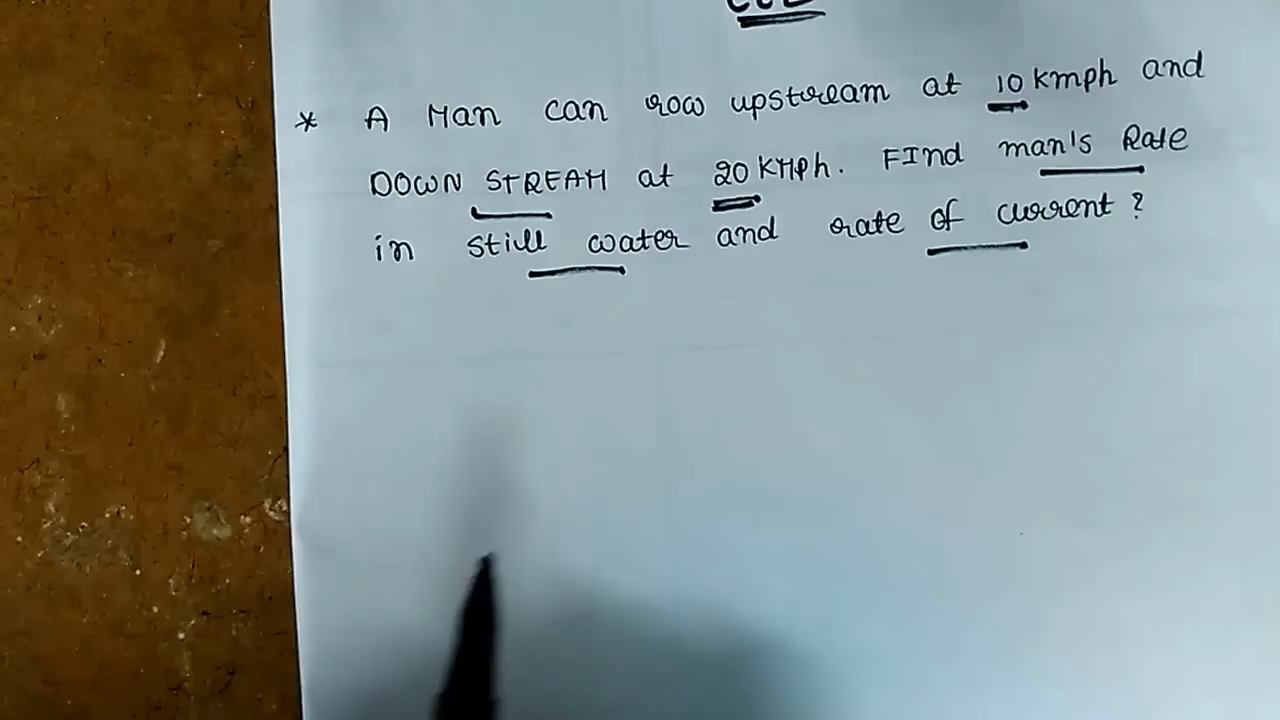 * A Man can row upstream at 10 kmph and
DOWN STREAM at 20 KMPh. FInd man's Rate
in still water and rate of current?